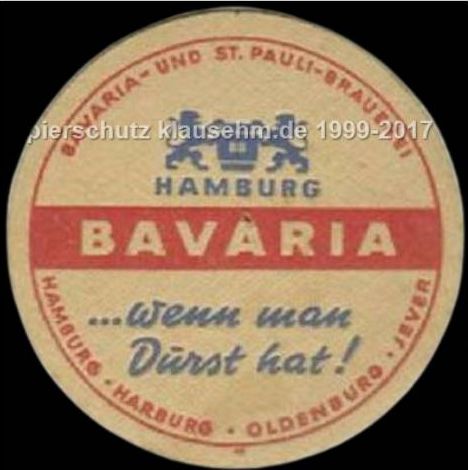 BAVARIA- UND ST. PAULI-BRAUEREI
pierschutz klausehm.de 1999-2017
BB
HAMBURG
BAVARIA
...wenn man
Durst hat!
HAMBURG · HARBURG · OLDENBURG · JEVER